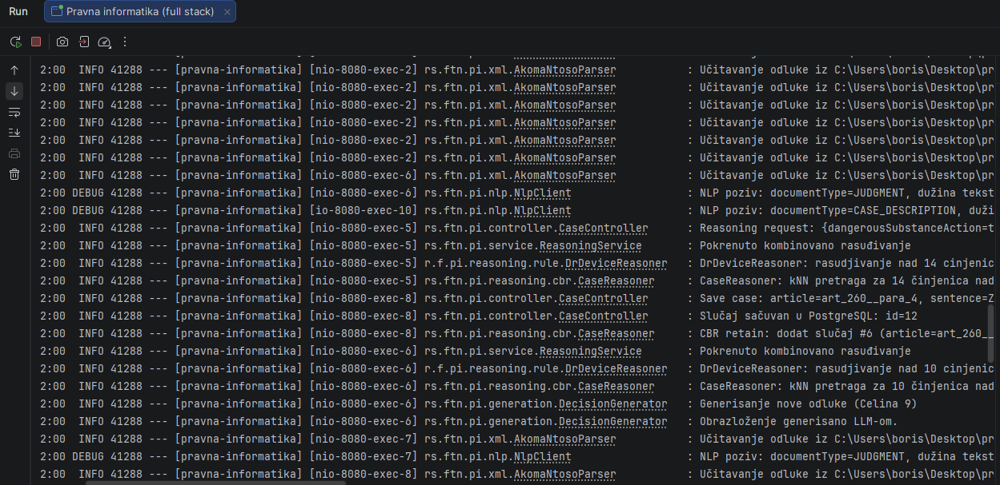 Run
Pravna informatika (full stack)
2:00  INFO 41288 --- [pravna-informatika] [nio-8080-exec-2] rs.ftn.pi.xml.AkomaNtosoParser : Učitavanje odluke iz C:\Users\boris\Desktop\pr
2:00  INFO 41288 --- [pravna-informatika] [nio-8080-exec-2] rs.ftn.pi.xml.AkomaNtosoParser : Učitavanje odluke iz C:\Users\boris\Desktop\pr
2:00  INFO 41288 --- [pravna-informatika] [nio-8080-exec-2] rs.ftn.pi.xml.AkomaNtosoParser : Učitavanje odluke iz C:\Users\boris\Desktop\pr
2:00  INFO 41288 --- [pravna-informatika] [nio-8080-exec-2] rs.ftn.pi.xml.AkomaNtosoParser : Učitavanje odluke iz C:\Users\boris\Desktop\pr
2:00  INFO 41288 --- [pravna-informatika] [nio-8080-exec-2] rs.ftn.pi.xml.AkomaNtosoParser : Učitavanje odluke iz C:\Users\boris\Desktop\pr
2:00  INFO 41288 --- [pravna-informatika] [nio-8080-exec-2] rs.ftn.pi.xml.AkomaNtosoParser : Učitavanje odluke iz C:\Users\boris\Desktop\pr
2:00  INFO 41288 --- [pravna-informatika] [nio-8080-exec-6] rs.ftn.pi.xml.AkomaNtosoParser : Učitavanje odluke iz C:\Users\boris\Desktop\pr
2:00 DEBUG 41288 --- [pravna-informatika] [nio-8080-exec-6] rs.ftn.pi.nlp.NlpClient : NLP poziv: documentType=JUDGMENT, dužina tekst
2:00 DEBUG 41288 --- [pravna-informatika] [io-8080-exec-10] rs.ftn.pi.nlp.NlpClient : NLP poziv: documentType=CASE_DESCRIPTION, duži
2:00  INFO 41288 --- [pravna-informatika] [nio-8080-exec-5] rs.ftn.pi.controller.CaseController : Reasoning request: {dangerousSubstanceAction=t
2:00  INFO 41288 --- [pravna-informatika] [nio-8080-exec-5] rs.ftn.pi.service.ReasoningService : Pokrenuto kombinovano rasuđivanje
2:00  INFO 41288 --- [pravna-informatika] [nio-8080-exec-5] r.f.pi.reasoning.rule.DrDeviceReasoner : DrDeviceReasoner: rasudjivanje nad 14 cinjenic
2:00  INFO 41288 --- [pravna-informatika] [nio-8080-exec-5] rs.ftn.pi.reasoning.cbr.CaseReasoner : CaseReasoner: kNN pretraga za 14 činjenica nad
2:00  INFO 41288 --- [pravna-informatika] [nio-8080-exec-8] rs.ftn.pi.controller.CaseController : Save case: article=art_260__para_4, sentence=Z
2:00  INFO 41288 --- [pravna-informatika] [nio-8080-exec-8] rs.ftn.pi.controller.CaseController : Slučaj sačuvan u PostgreSQL: id=12
2:00  INFO 41288 --- [pravna-informatika] [nio-8080-exec-8] rs.ftn.pi.reasoning.cbr.CaseReasoner : CBR retain: dodat slučaj #6 (article=art_260__
2:00  INFO 41288 --- [pravna-informatika] [nio-8080-exec-6] rs.ftn.pi.service.ReasoningService : Pokrenuto kombinovano rasuđivanje
2:00  INFO 41288 --- [pravna-informatika] [nio-8080-exec-6] r.f.pi.reasoning.rule.DrDeviceReasoner : DrDeviceReasoner: rasudjivanje nad 10 cinjenic
2:00  INFO 41288 --- [pravna-informatika] [nio-8080-exec-6] rs.ftn.pi.reasoning.cbr.CaseReasoner : CaseReasoner: kNN pretraga za 10 činjenica nad
2:00  INFO 41288 --- [pravna-informatika] [nio-8080-exec-6] rs.ftn.pi.generation.DecisionGenerator : Generisanje nove odluke (Celina 9)
2:00  INFO 41288 --- [pravna-informatika] [nio-8080-exec-6] rs.ftn.pi.generation.DecisionGenerator : Obrazloženje generisano LLM-om.
2:00  INFO 41288 --- [pravna-informatika] [nio-8080-exec-7] rs.ftn.pi.xml.AkomaNtosoParser : Učitavanje odluke iz C:\Users\boris\Desktop\pr
2:00 DEBUG 41288 --- [pravna-informatika] [nio-8080-exec-7] rs.ftn.pi.nlp.NlpClient : NLP poziv: documentType=JUDGMENT, dužina tekst
2:00  INFO 41288 --- [pravna-informatika] [nio-8080-exec-8] rs.ftn.pi.xml.AkomaNtosoParser : Učitavanje odluke iz C:\Users\boris\Desktop\pr